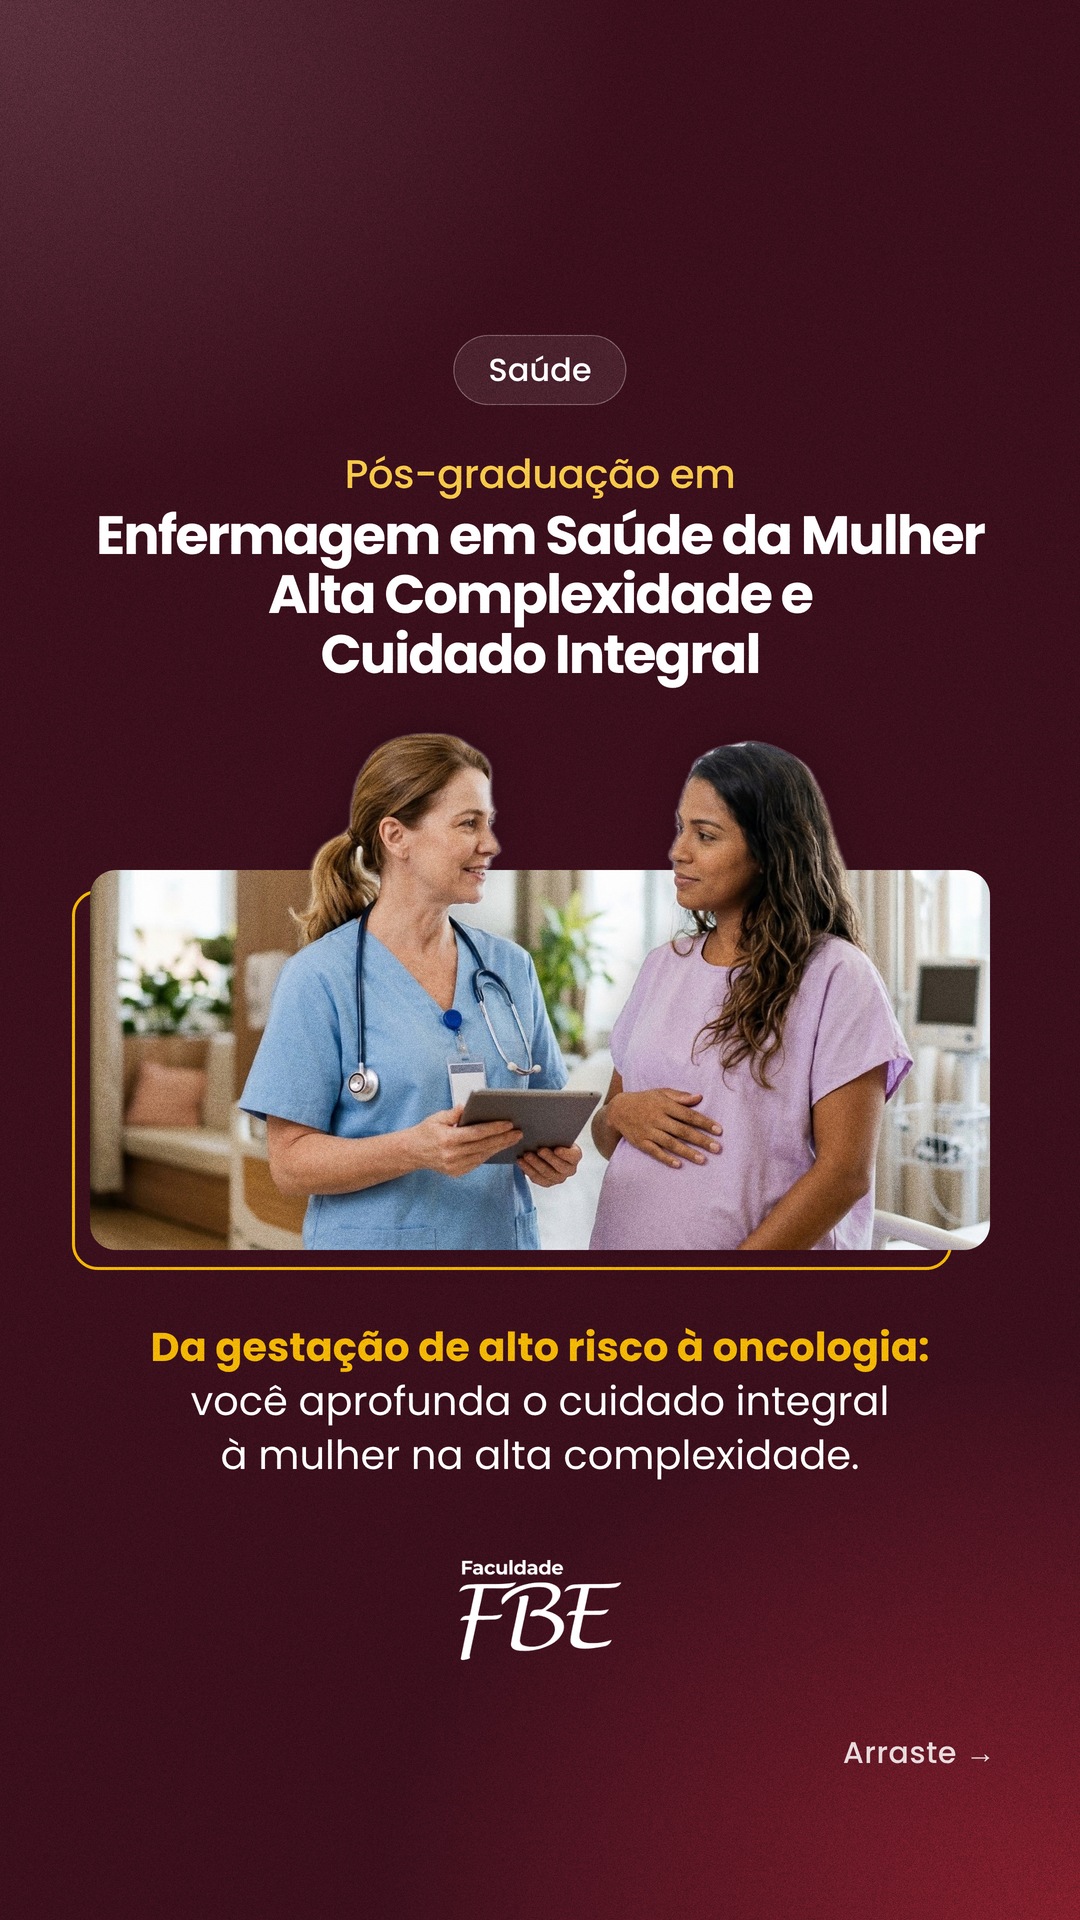 Saúde
Pós-graduação em
Enfermagem em Saúde da Mulher
Alta Complexidade e
Cuidado Integral
Da gestação de alto risco à oncologia:
você aprofunda o cuidado integral
à mulher na alta complexidade.
Faculdade
FBE
Arraste →